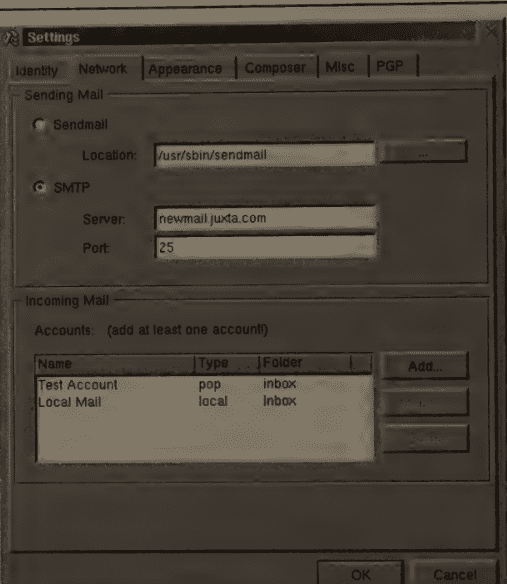 Settings
Identity Network Appearance Composer Misc PGP
Sending Mail
Sendmail
Location: /usr/sbin/sendmail ...
SMTP
Server: newmail.juxta.com
Port: 25
Incoming Mail
Accounts: (add at least one account!)
Name Type Folder
Test Account pop inbox
Local Mail local inbox
Add...
OK Cancel